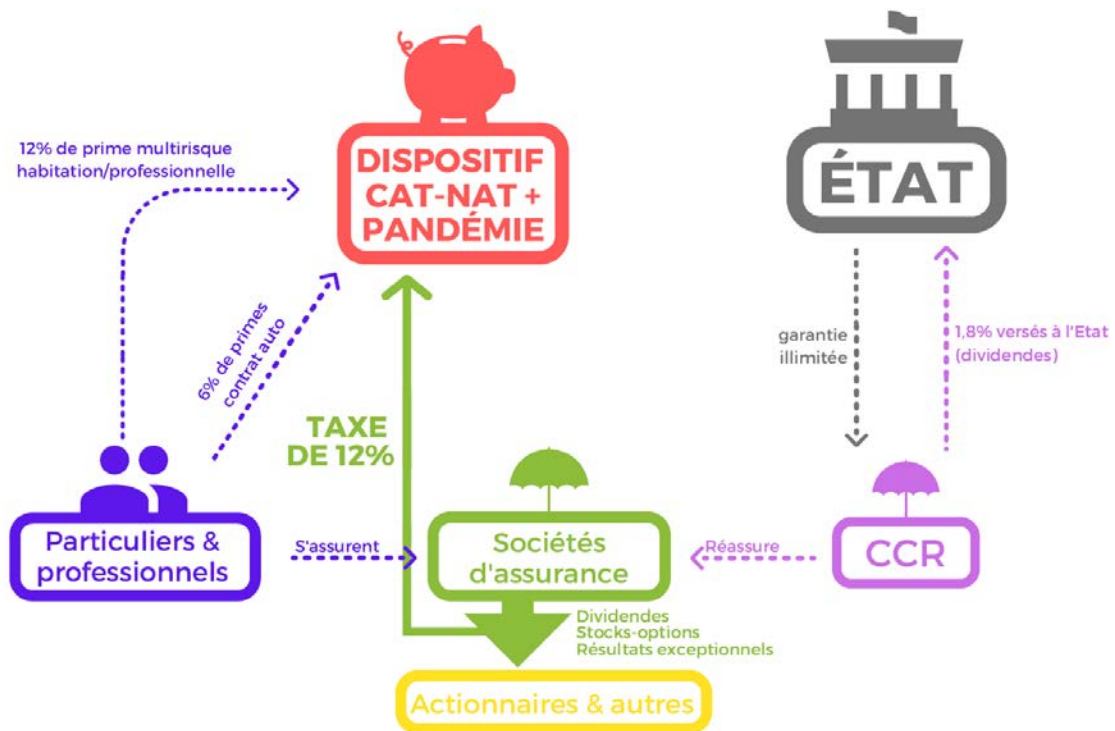 12% de prime multirisque
habitation/professionnelle
DISPOSITIF
CAT-NAT +
PANDÉMIE
ÉTAT
6% de primes
contrat auto
garantie
illimitée
1,8% versés à l'Etat
(dividendes)
TAXE
DE 12%
Particuliers &
professionnels
S'assurent
Sociétés
d'assurance
Réassure
CCR
Dividendes
Stocks-options
Résultats exceptionnels
Actionnaires & autres